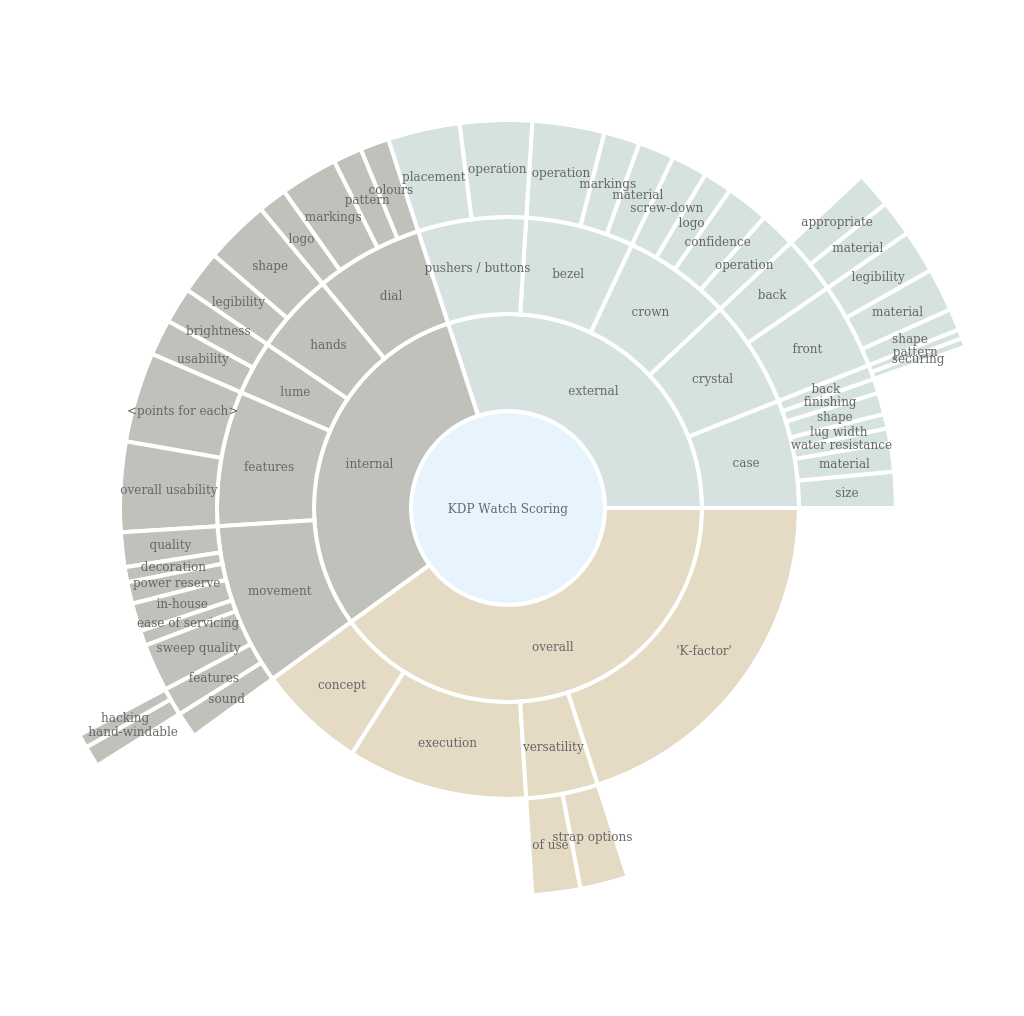 KDP Watch Scoring
external
pushers / buttons
placement
operation
bezel
operation
markings
material
crown
screw-down
logo
confidence
operation
crystal
back
appropriate
material
front
legibility
material
shape
pattern
securing
case
back
finishing
shape
lug width
water resistance
material
size
overall
'K-factor'
versatility
strap options
of use
execution
concept
internal
movement
sound
features
hand-windable
hacking
sweep quality
ease of servicing
in-house
power reserve
decoration
quality
features
overall usability
<points for each>
lume
usability
brightness
hands
legibility
shape
dial
logo
markings
pattern
colours